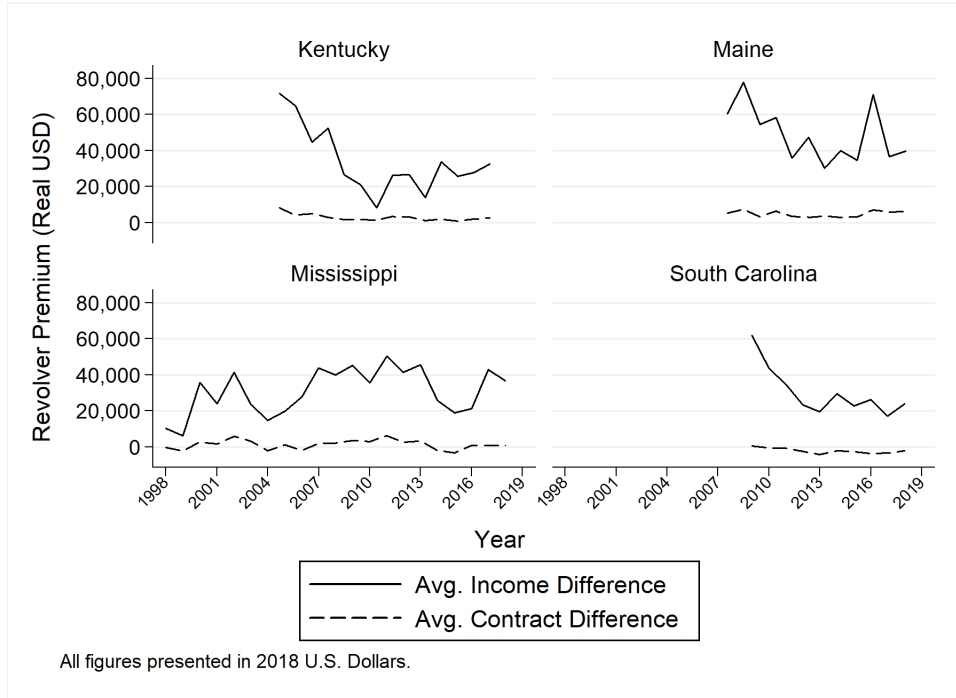 Kentucky
Maine
80,000
60,000
40,000
20,000
0
Mississippi
South Carolina
80,000
60,000
40,000
20,000
0
Revolver Premium (Real USD)
1998
2001
2004
2007
2010
2013
2016
2019
1998
2001
2004
2007
2010
2013
2016
2019
Year
Avg. Income Difference
Avg. Contract Difference
All figures presented in 2018 U.S. Dollars.